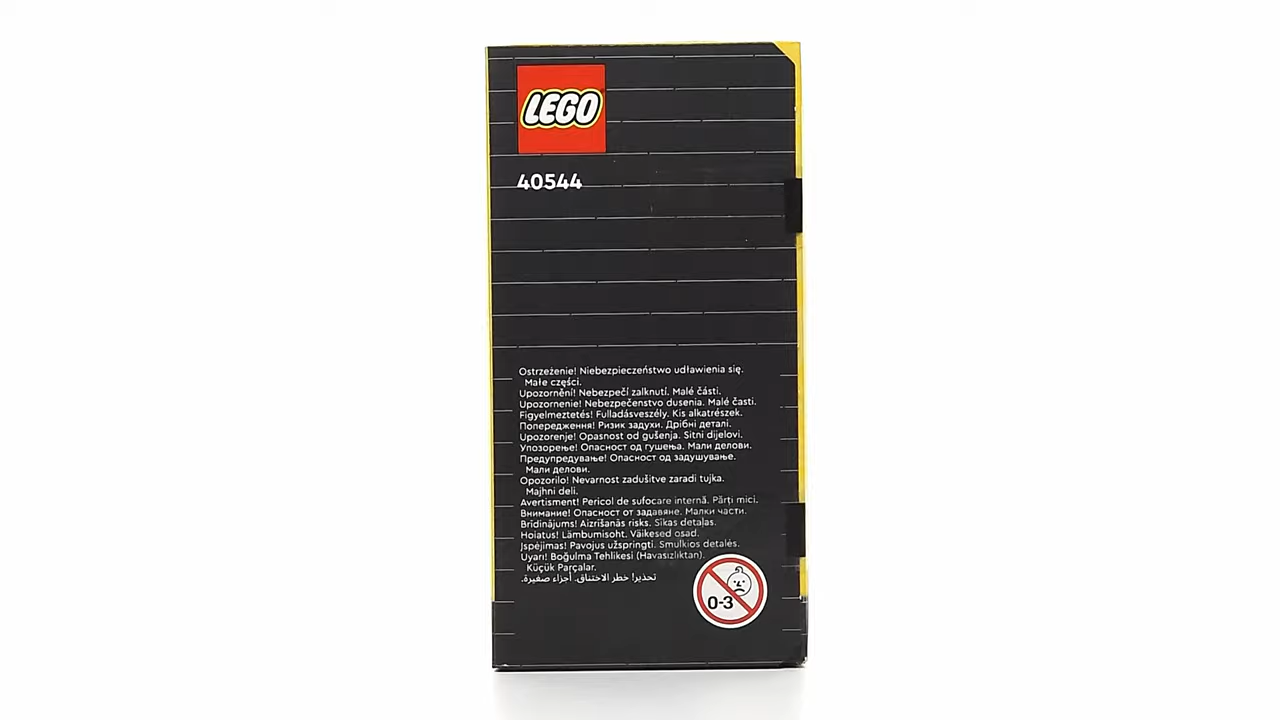 LEGO
40544
Ostrzeżenie! Niebezpieczeństwo udławienia się.
Małe części.
Upozornění! Nebezpečí zalknutí. Malé části.
Upozornenie! Nebezpečenstvo dusenia. Malé časti.
Figyelmeztetés! Fulladásveszély. Kis alkatrészek.
Попередження! Ризик задухи. Дрібні деталі.
Upozorenje! Opasnost od gušenja. Sitni dijelovi.
Упозорење! Опасност од гушења. Мали делови.
Предупредување! Опасност од задушување.
Мали делови.
Opozorilo! Nevarnost zadušitve zaradi tujka.
Majhni deli.
Avertisment! Pericol de sufocare internă. Părți mici.
Внимание! Опасност от задавяне. Малки части.
Brīdinājums! Aizrīšanās risks. Sīkas detaļas.
Hoiatus! Lämbumisoht. Väikesed osad.
Įspėjimas! Pavojus užspringti. Smulkios detalės.
Uyarı! Boğulma Tehlikesi (Havasızlıktan).
Küçük Parçalar.
تحذير! خطر الاختناق. أجزاء صغيرة.
0-3